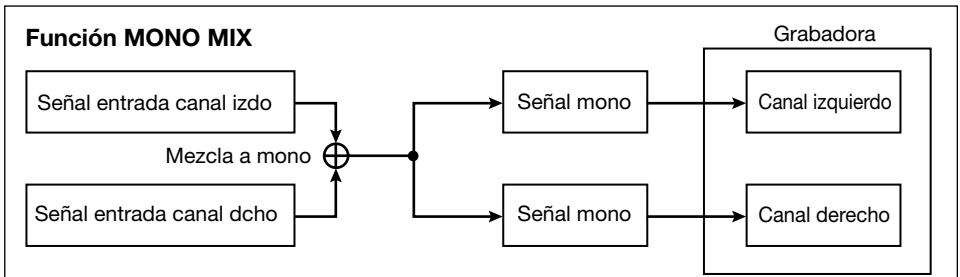 Función MONO MIX
Grabadora
Señal entrada canal izdo
Señal mono
Canal izquierdo
Mezcla a mono
Señal entrada canal dcho
Señal mono
Canal derecho